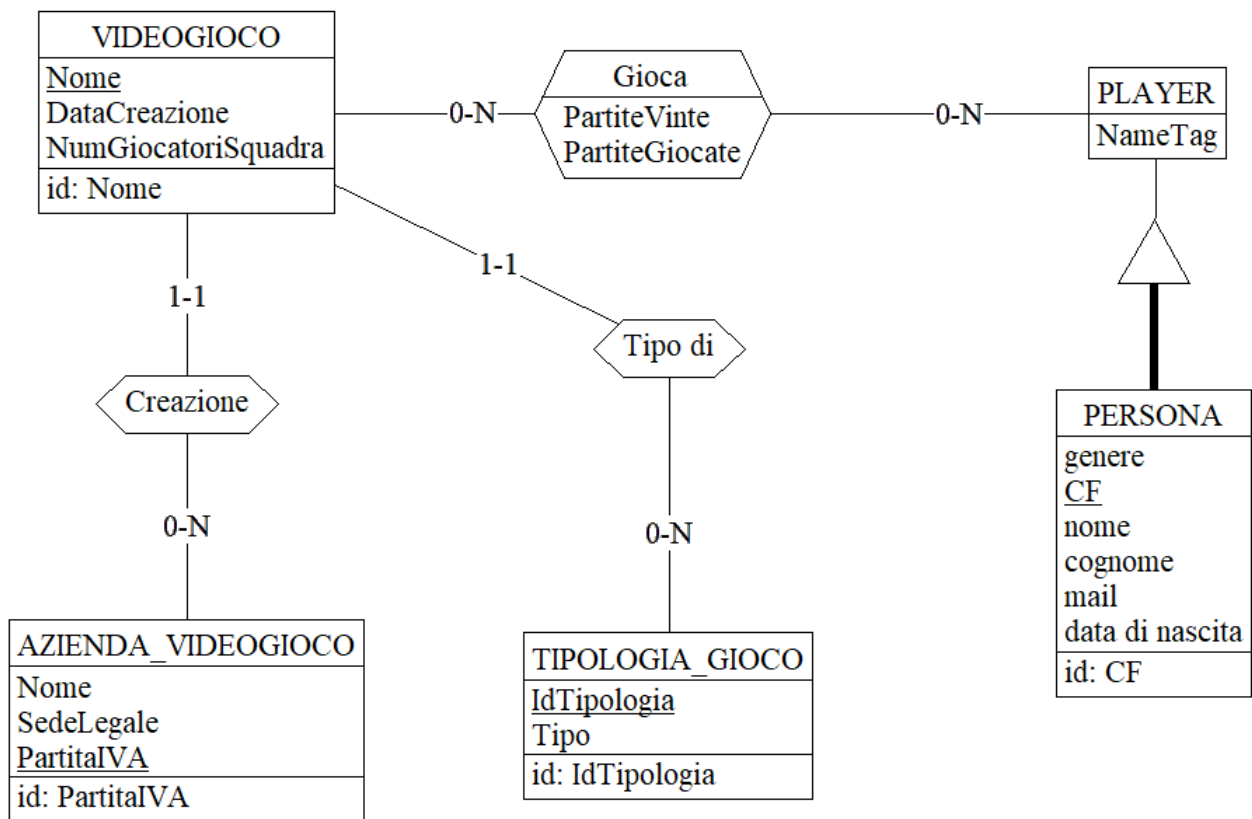 VIDEOGIOCO
Nome
DataCreazione
NumGiocatoriSquadra
id: Nome
0-N
Gioca
PartiteVinte
PartiteGiocate
0-N
PLAYER
NameTag
1-1
1-1
Creazione
Tipo di
0-N
0-N
PERSONA
genere
CF
nome
cognome
mail
data di nascita
id: CF
AZIENDA_VIDEOGIOCO
Nome
SedeLegale
PartitaIVA
id: PartitaIVA
TIPOLOGIA_GIOCO
IdTipologia
Tipo
id: IdTipologia